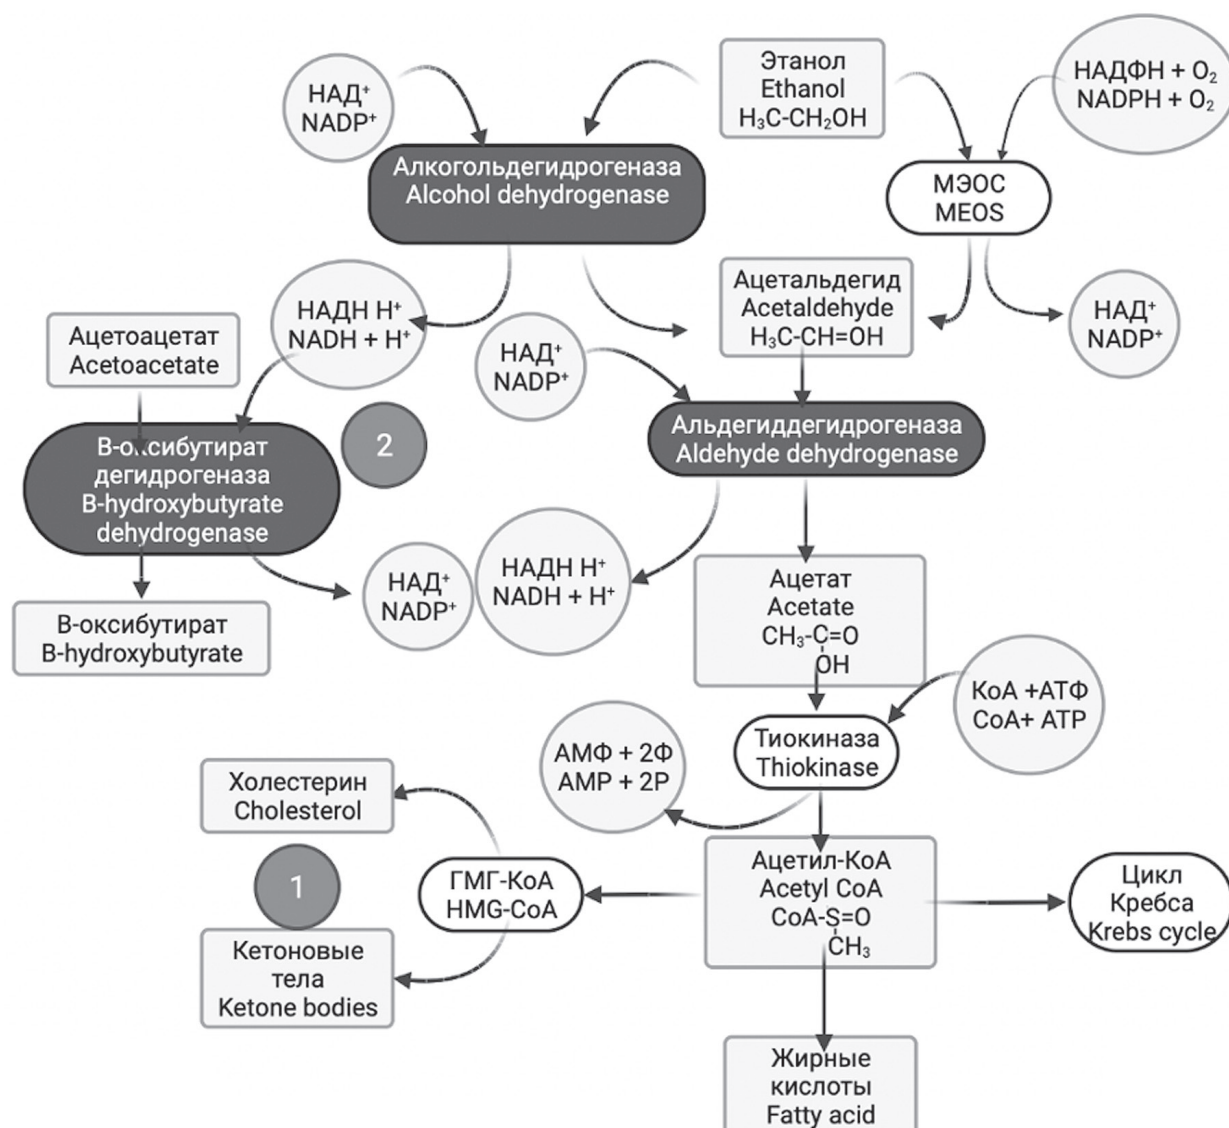 Этанол
Ethanol
H₃C-CH₂OH
НАДФН + O₂
NADPH + O₂
НАД⁺
NADP⁺
Алкогольдегидрогеназа
Alcohol dehydrogenase
МЭОС
MEOS
НАДН Н⁺
NADH + H⁺
Ацетальдегид
Acetaldehyde
H₃C-CH=OH
НАД⁺
NADP⁺
Ацетоацетат
Acetoacetate
НАД⁺
NADP⁺
2
Альдегиддегидрогеназа
Aldehyde dehydrogenase
В-оксибутират
дегидрогеназа
B-hydroxybutyrate
dehydrogenase
НАД⁺
NADP⁺
НАДН Н⁺
NADH + H⁺
Ацетат
Acetate
CH₃-C=O
OH
В-оксибутират
B-hydroxybutyrate
КоА +АТФ
CoA+ ATP
Тиокиназа
Thiokinase
АМФ + 2Ф
AMP + 2P
Холестерин
Cholesterol
1
ГМГ-КоА
HMG-CoA
Ацетил-КоА
Acetyl CoA
CoA-S=O
CH₃
Цикл
Кребса
Krebs cycle
Кетоновые
тела
Ketone bodies
Жирные
кислоты
Fatty acid